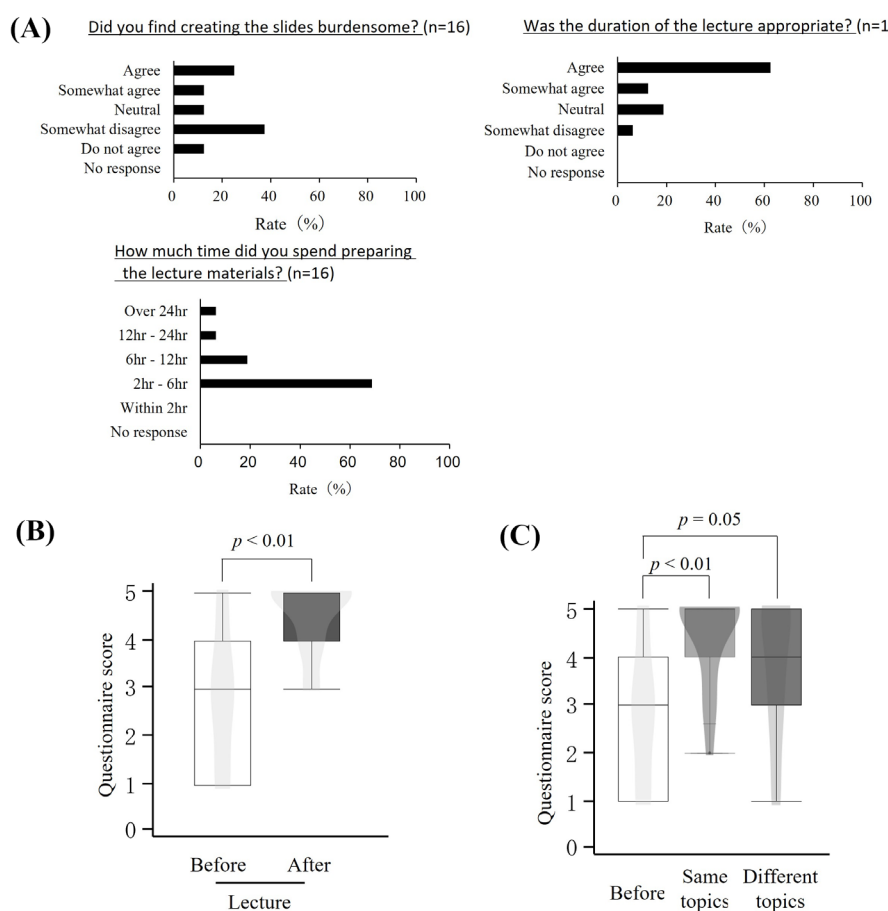 (A)
Did you find creating the slides burdensome? (n=16)
Agree
Somewhat agree
Neutral
Somewhat disagree
Do not agree
No response
0 20 40 60 80 100
Rate (%)
Was the duration of the lecture appropriate? (n=1
Agree
Somewhat agree
Neutral
Somewhat disagree
Do not agree
No response
0 20 40 60 80 100
Rate (%)
How much time did you spend preparing
the lecture materials? (n=16)
Over 24hr
12hr - 24hr
6hr - 12hr
2hr - 6hr
Within 2hr
No response
0 20 40 60 80 100
Rate (%)
(B)
p < 0.01
Questionnaire score
5
4
3
2
1
0
Before After
Lecture
(C)
p = 0.05
p < 0.01
Questionnaire score
5
4
3
2
1
0
Before
Same
topics
Different
topics